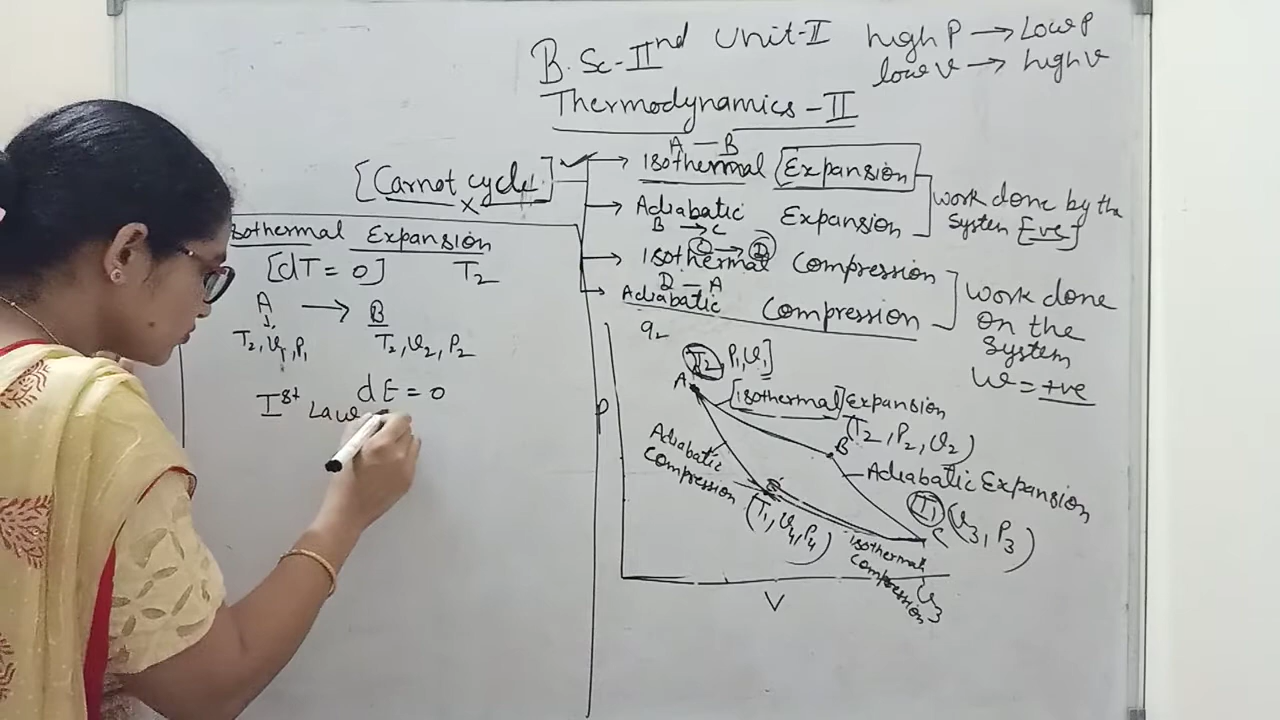 B.Sc-IInd Unit-I
high P → Low P
low v → high v
Thermodynamics-II
[Carnot cycle]
x
A - B
Isothermal [Expansion]
Adiabatic Expansion
B → C
work done by the
System [-ve]
C → D
Isothermal Compression
D - A
Adiabatic Compression
work done
on the
System
W = +ve
Isothermal Expansion
[dT = 0] T2
A → B
T2, v1, P1
T2, v2, P2
dE = 0
Ist Law
q2
T2 P1, v1]
A
[isothermal] Expansion
(T2, P2, v2)
B
Adiabatic Expansion
Adiabatic
Compression
T1 (v3, P3)
C
(T1, v4, P4)
isothermal
Compression
v3
P
V